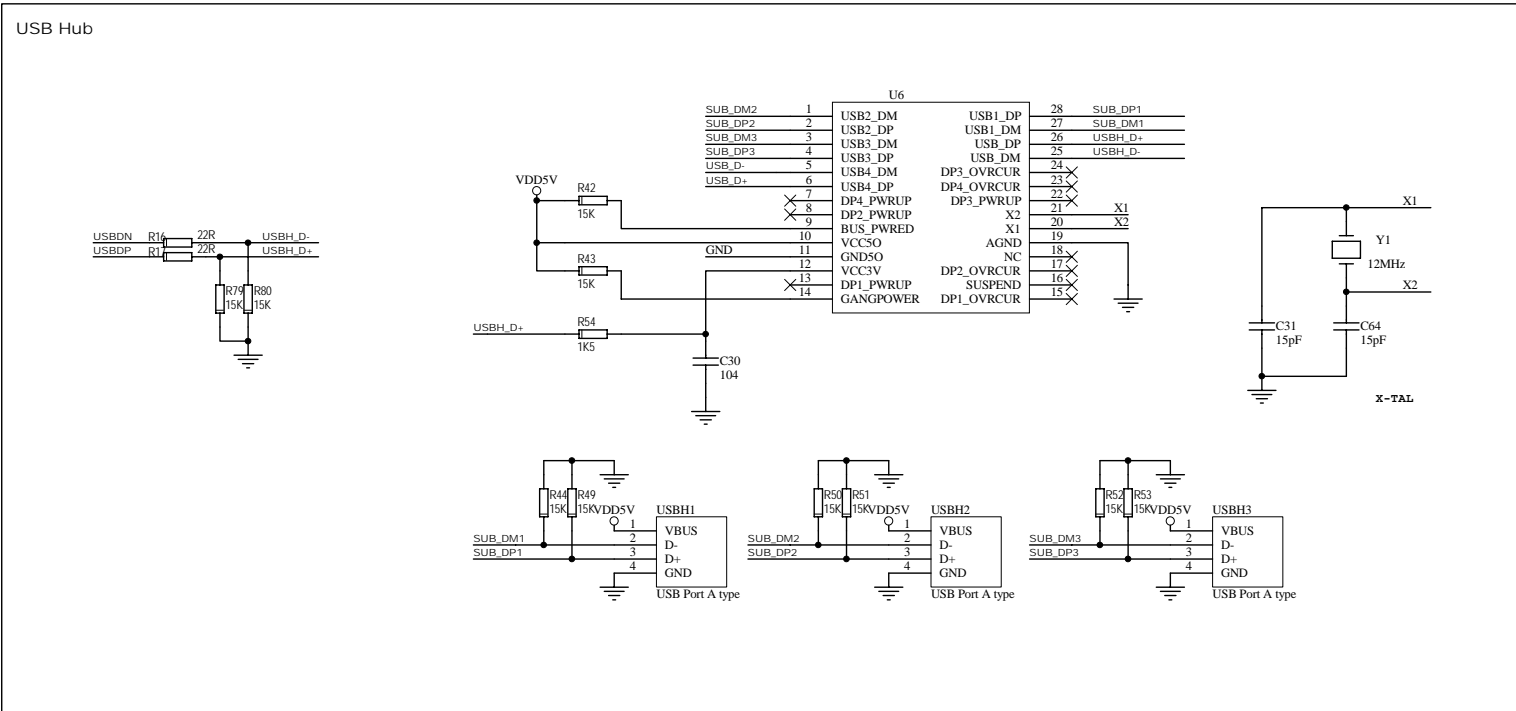 USB Hub
USBDN R16 22R USBH_D-
USBDP R17 22R USBH_D+
R79 R80
15K 15K
U6
SUB_DM2 1 USB2_DM USB1_DP 28 SUB_DP1
SUB_DP2 2 USB2_DP USB1_DM 27 SUB_DM1
SUB_DM3 3 USB3_DM USB_DP 26 USBH_D+
SUB_DP3 4 USB3_DP USB_DM 25 USBH_D-
USB_D- 5 USB4_DM DP3_OVRCUR 24
USB_D+ 6 USB4_DP DP4_OVRCUR 23
7 DP4_PWRUP DP3_PWRUP 22
8 DP2_PWRUP X2 21 X1
9 BUS_PWRED X1 20 X2
10 VCC5O AGND 19
GND 11 GND5O NC 18
12 VCC3V DP2_OVRCUR 17
13 DP1_PWRUP SUSPEND 16
14 GANGPOWER DP1_OVRCUR 15
VDD5V
R42
15K
R43
15K
USBH_D+ R54
1K5
C30
104
X1
Y1
12MHz
X2
C31 C64
15pF 15pF
X-TAL
R44 R49
15K 15K VDD5V USBH1
1 VBUS
SUB_DM1 2 D-
SUB_DP1 3 D+
4 GND
USB Port A type
R50 R51
15K 15K VDD5V USBH2
1 VBUS
SUB_DM2 2 D-
SUB_DP2 3 D+
4 GND
USB Port A type
R52 R53
15K 15K VDD5V USBH3
1 VBUS
SUB_DM3 2 D-
SUB_DP3 3 D+
4 GND
USB Port A type